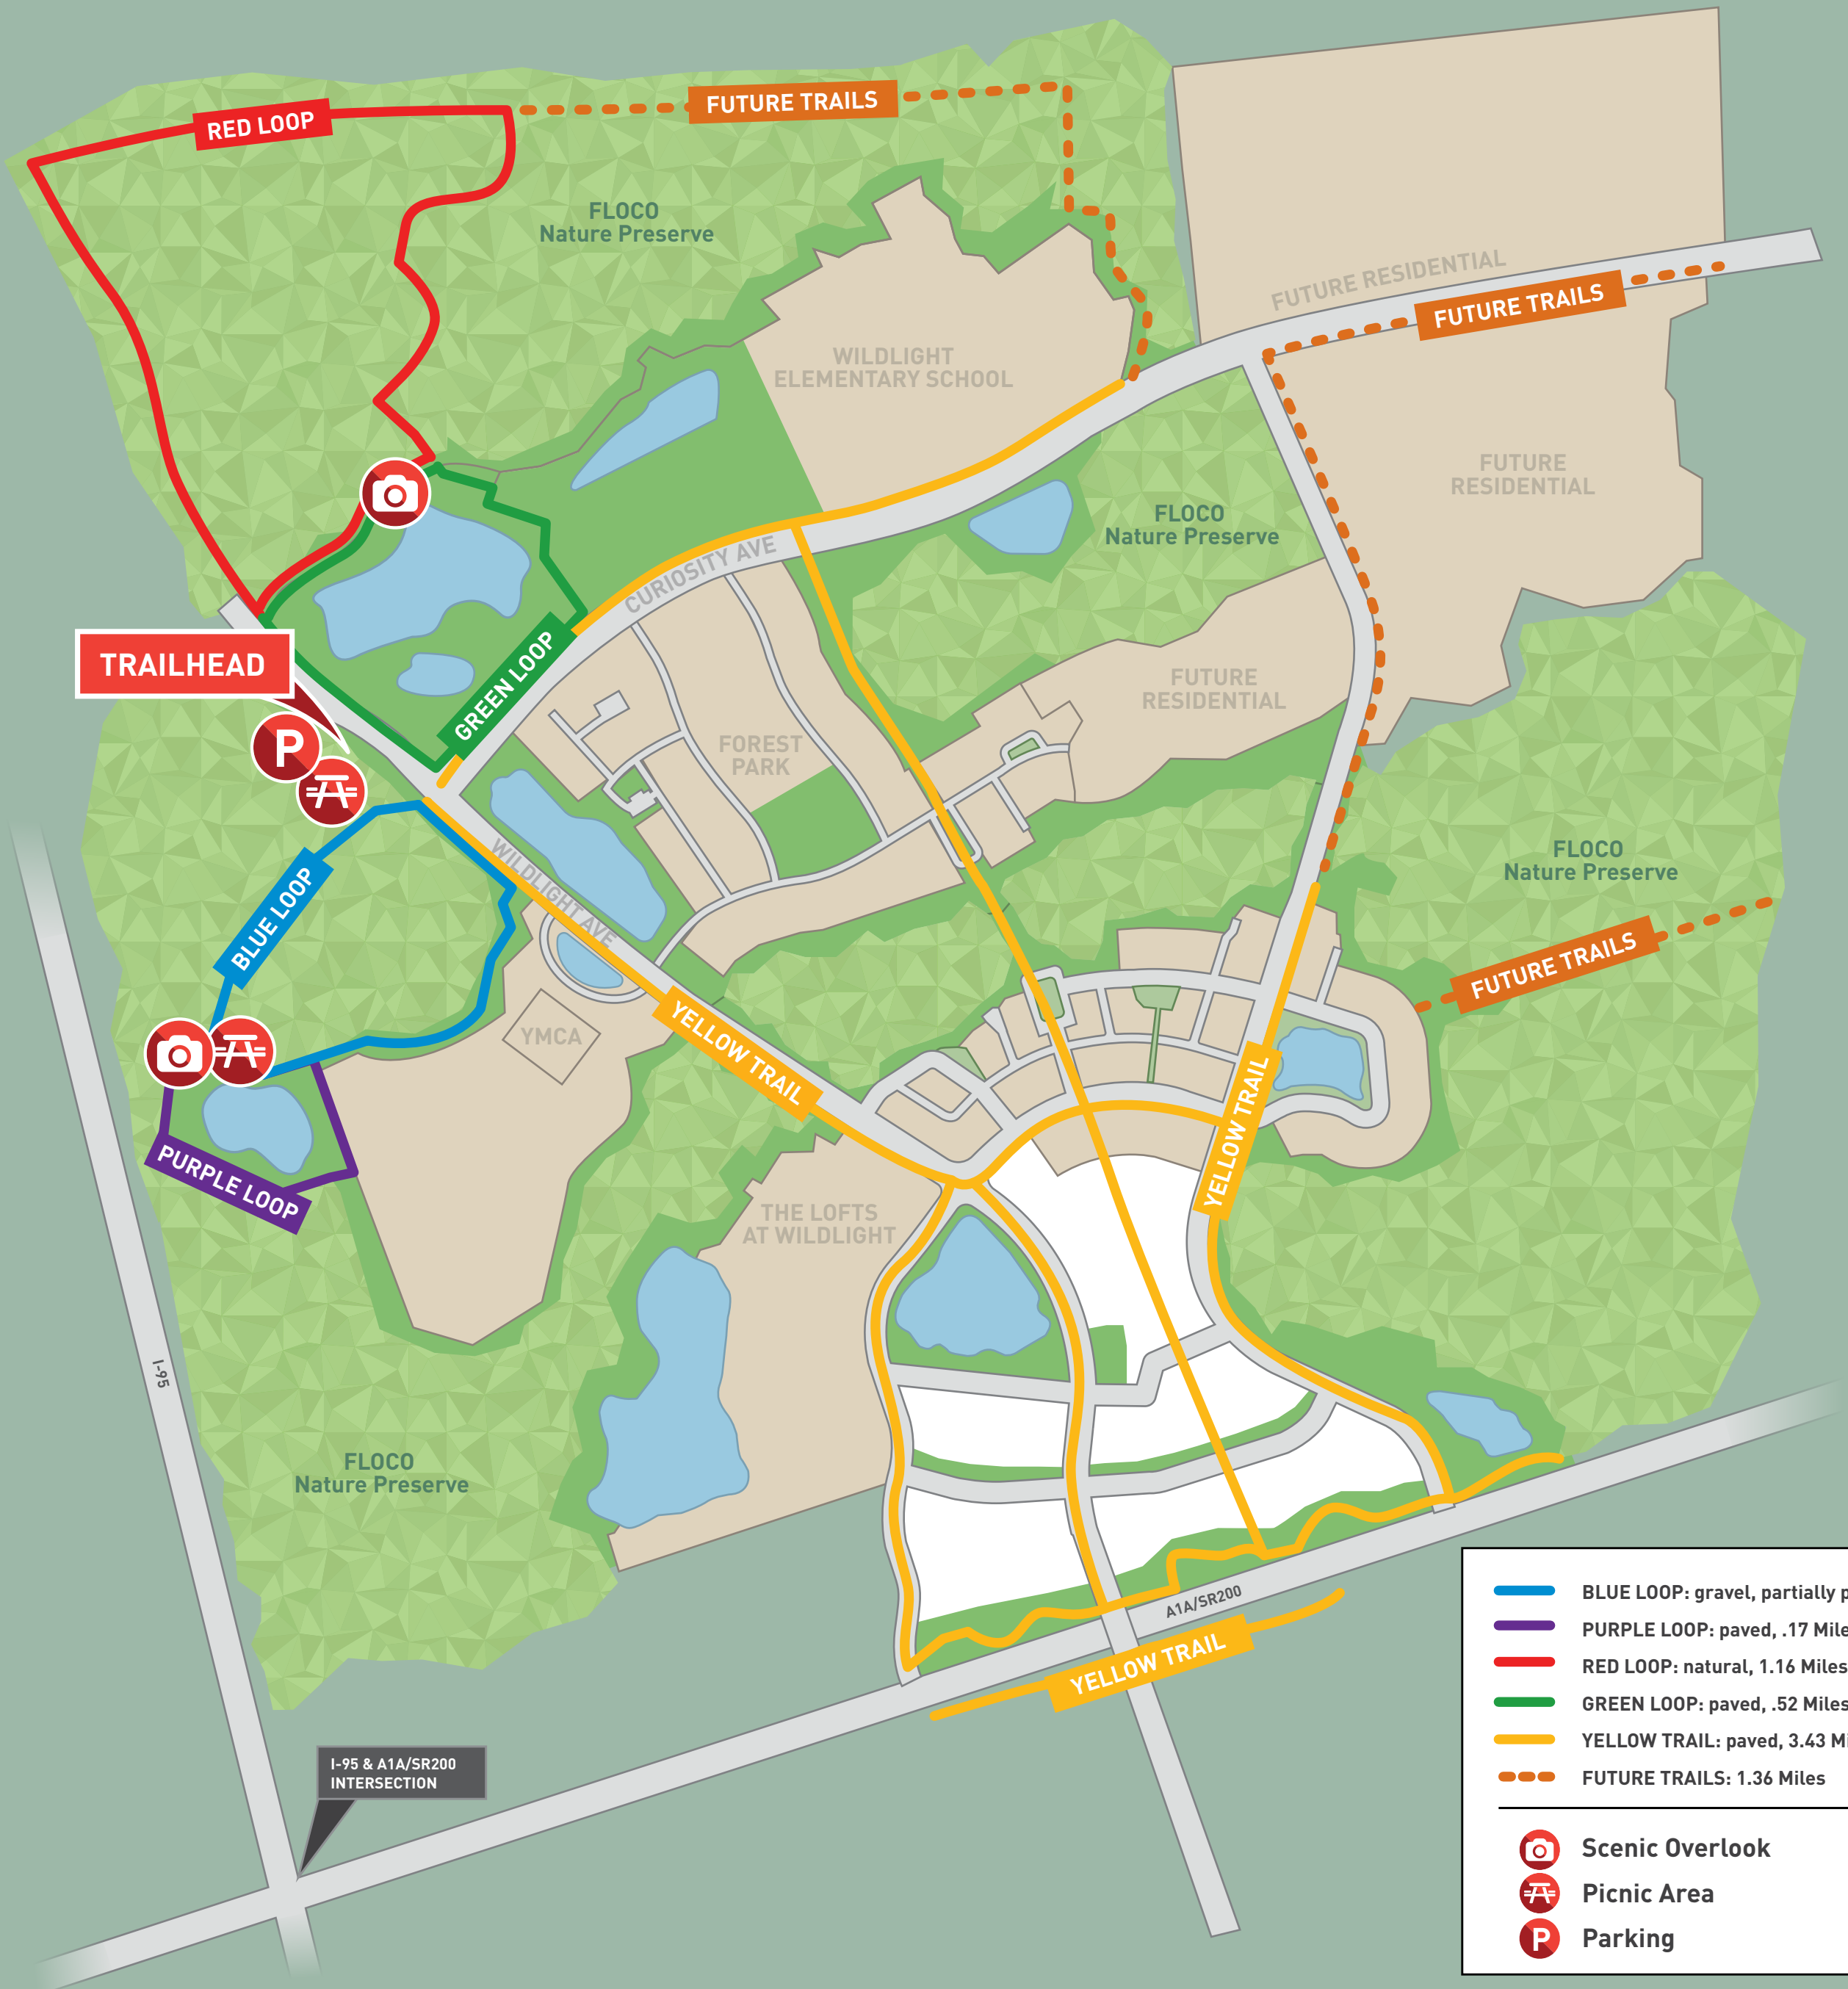 FUTURE TRAILS
RED LOOP
FLOCO
Nature Preserve
FUTURE RESIDENTIAL
FUTURE TRAILS
WILDLIGHT
ELEMENTARY SCHOOL
FUTURE
RESIDENTIAL
FLOCO
Nature Preserve
CURIOSITY AVE
TRAILHEAD
P
GREEN LOOP
FUTURE
RESIDENTIAL
FOREST
PARK
FLOCO
Nature Preserve
WILDLIGHT AVE
BLUE LOOP
FUTURE TRAILS
YMCA
YELLOW TRAIL
YELLOW TRAIL
PURPLE LOOP
THE LOFTS
AT WILDLIGHT
I-95
FLOCO
Nature Preserve
A1A/SR200
YELLOW TRAIL
I-95 & A1A/SR200
INTERSECTION
BLUE LOOP: gravel, partially
PURPLE LOOP: paved, .17
RED LOOP: natural, 1.16 Miles
GREEN LOOP: paved, .52 Miles
YELLOW TRAIL: paved, 3.43
FUTURE TRAILS: 1.36 Miles
Scenic Overlook
Picnic Area
P Parking